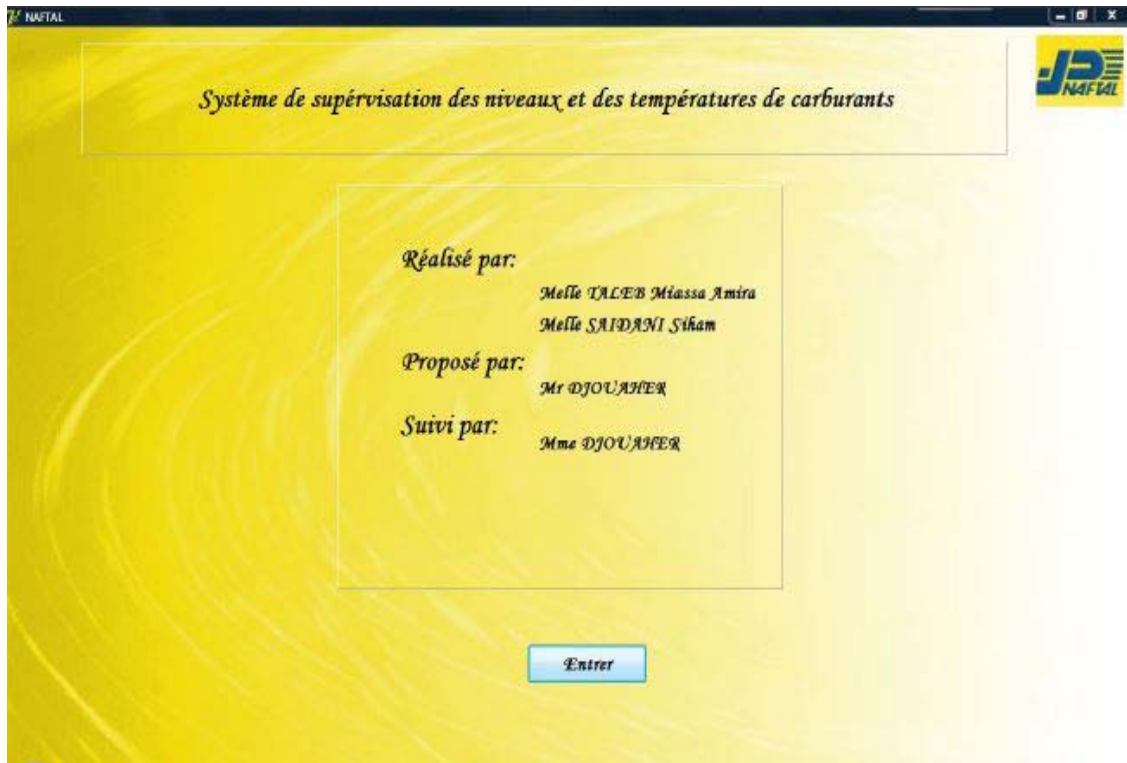 NAFTAL
Système de supérvisation des niveaux et des températures de carburants
NAFTAL
Réalisé par:
Melle TALEB Miassa Amira
Melle SAIDANI Siham
Proposé par:
Mr DJOUAHER
Suivi par:
Mme DJOUAHER
Entrer